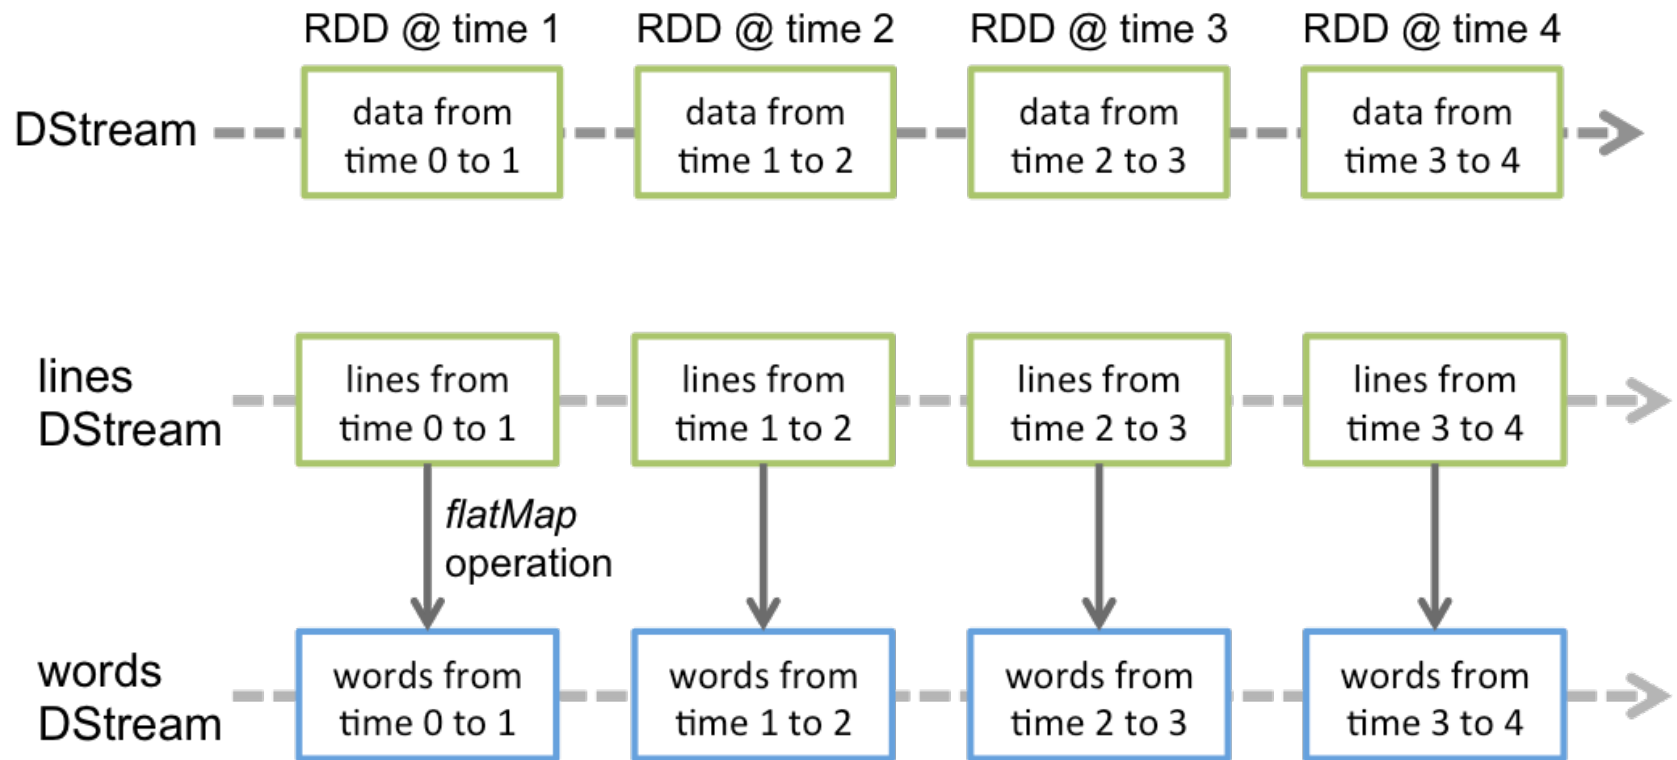 RDD @ time 1
RDD @ time 2
RDD @ time 3
RDD @ time 4
DStream
data from
time 0 to 1
data from
time 1 to 2
data from
time 2 to 3
data from
time 3 to 4
lines
DStream
lines from
time 0 to 1
lines from
time 1 to 2
lines from
time 2 to 3
lines from
time 3 to 4
flatMap
operation
words
DStream
words from
time 0 to 1
words from
time 1 to 2
words from
time 2 to 3
words from
time 3 to 4